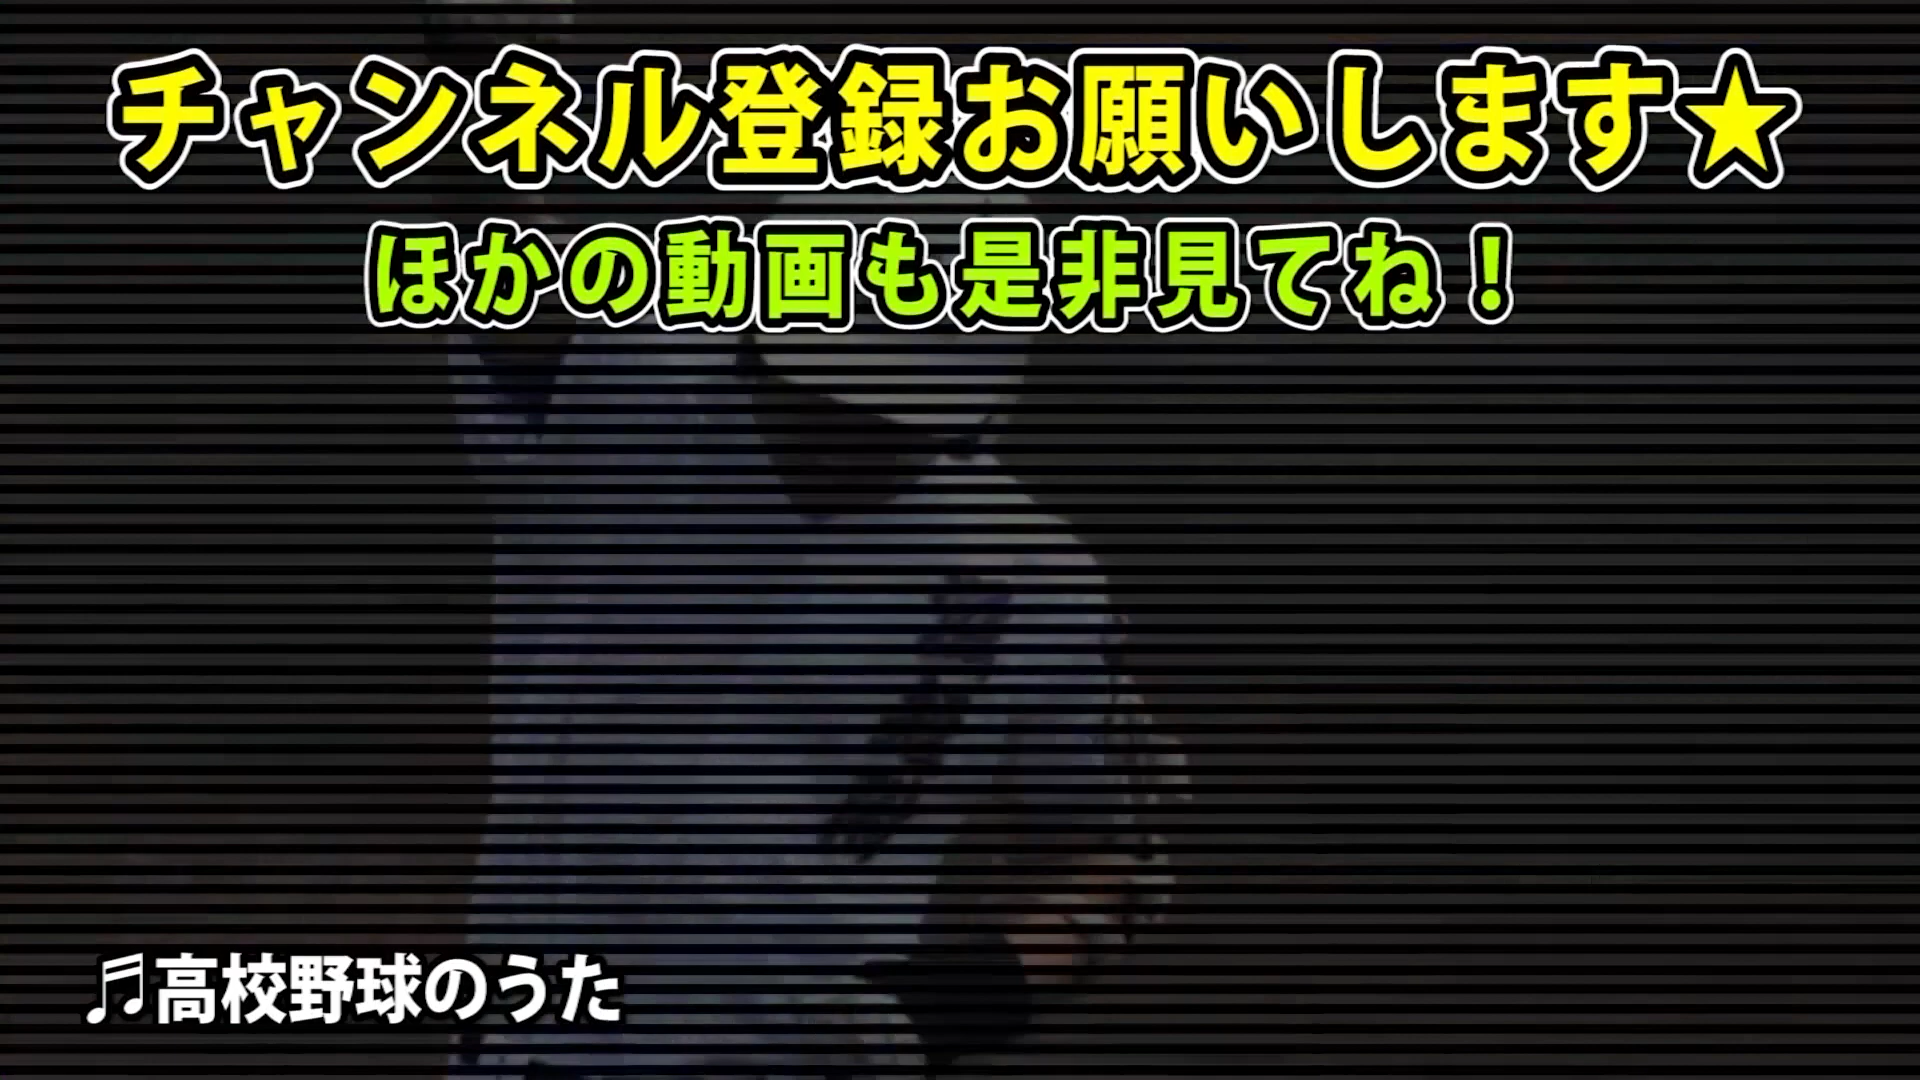 チャンネル登録お願いします★
ほかの動画も是非見てね！
♬高校野球のうた